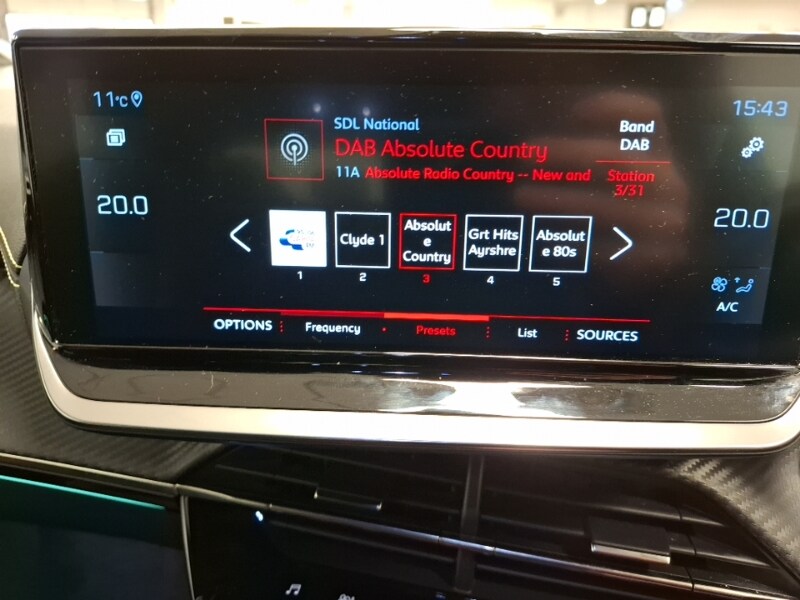 11°C
15:43
SDL National
DAB Absolute Country
11A Absolute Radio Country -- New and
Band
DAB
Station
3/31
20.0
20.0
Clyde 1
Absolut
e
Country
Grt Hits
Ayrshre
Absolut
e 80s
1
2
3
4
5
A/C
OPTIONS
Frequency
Presets
List
SOURCES